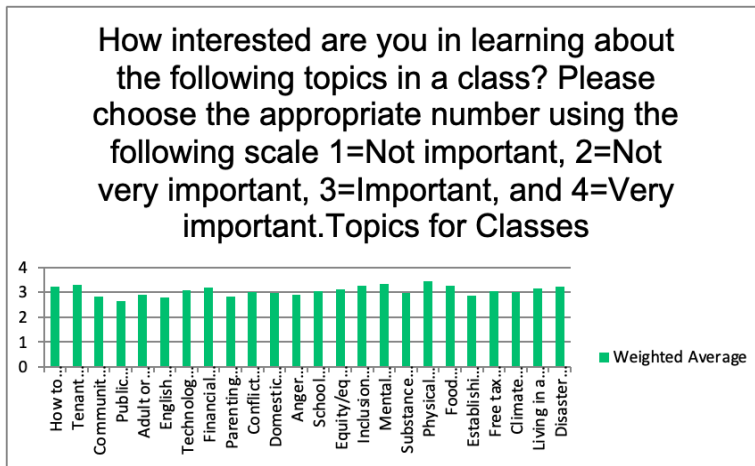 How interested are you in learning about
the following topics in a class? Please
choose the appropriate number using the
following scale 1=Not important, 2=Not
very important, 3=Important, and 4=Very
important.Topics for Classes
4
3
2
1
0
How to…
Tenant…
Communit…
Public…
Adult or…
English…
Technolog…
Financial…
Parenting…
Conflict…
Domestic…
Anger…
School…
Equity/eq…
Inclusion…
Mental…
Substance…
Physical…
Food…
Establishi…
Free tax…
Climate…
Living in a…
Disaster…
Weighted Average